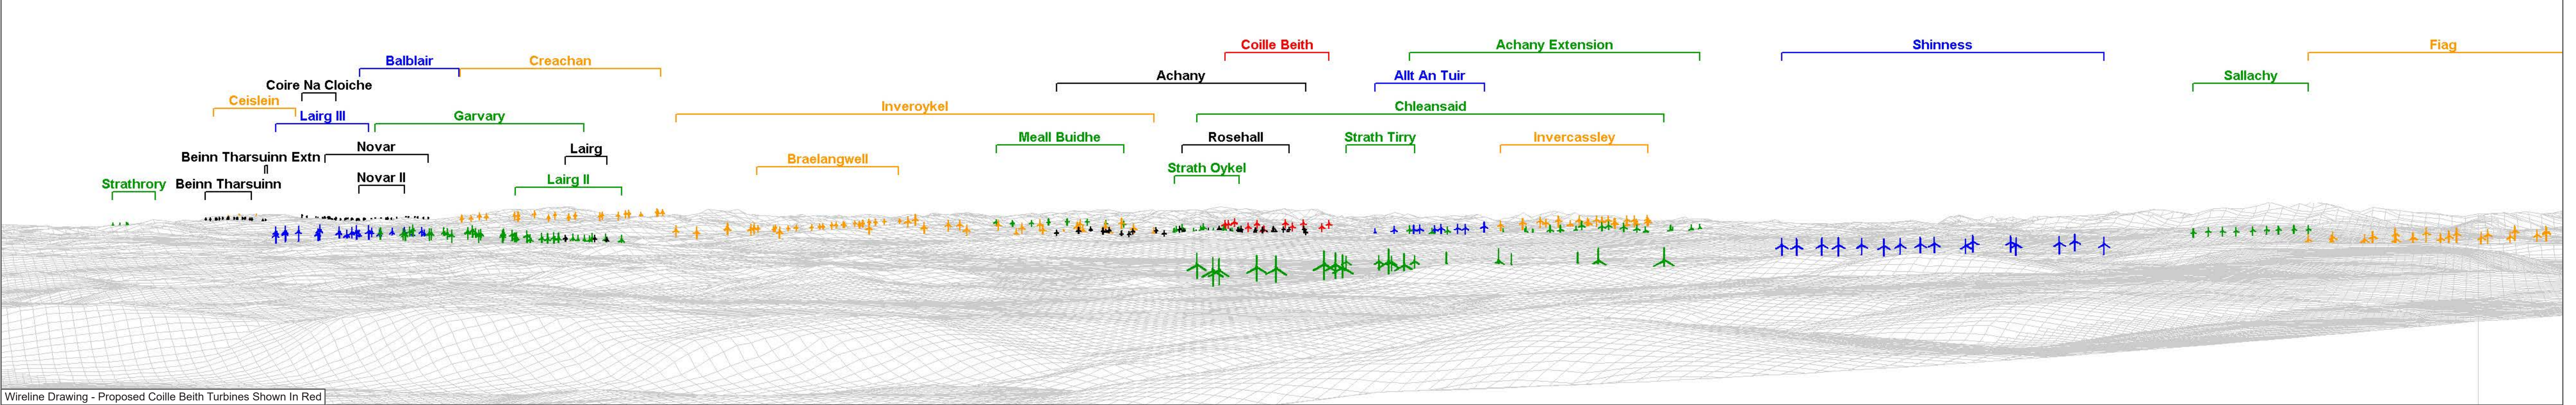 Coille Beith
Achany Extension
Shinness
Fiag
Balblair
Creachan
Achany
Allt An Tuir
Sallachy
Coire Na Cloiche
Ceislein
Inveroykel
Chleansaid
Lairg III
Garvary
Meall Buidhe
Rosehall
Strath Tirry
Invercassley
Novar
Lairg
Beinn Tharsuinn Extn
Braelangwell
Strath Oykel
Novar II
Lairg II
Strathrory
Beinn Tharsuinn
Wireline Drawing - Proposed Coille Beith Turbines Shown In Red